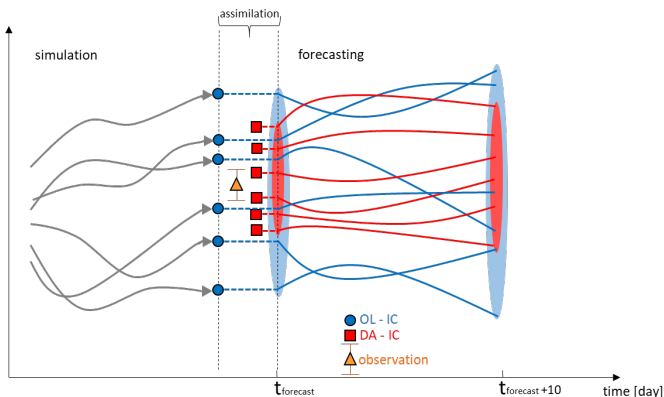 assimilation
simulation
forecasting
OL - IC
DA - IC
observation
tforecast
tforecast +10
time [day]